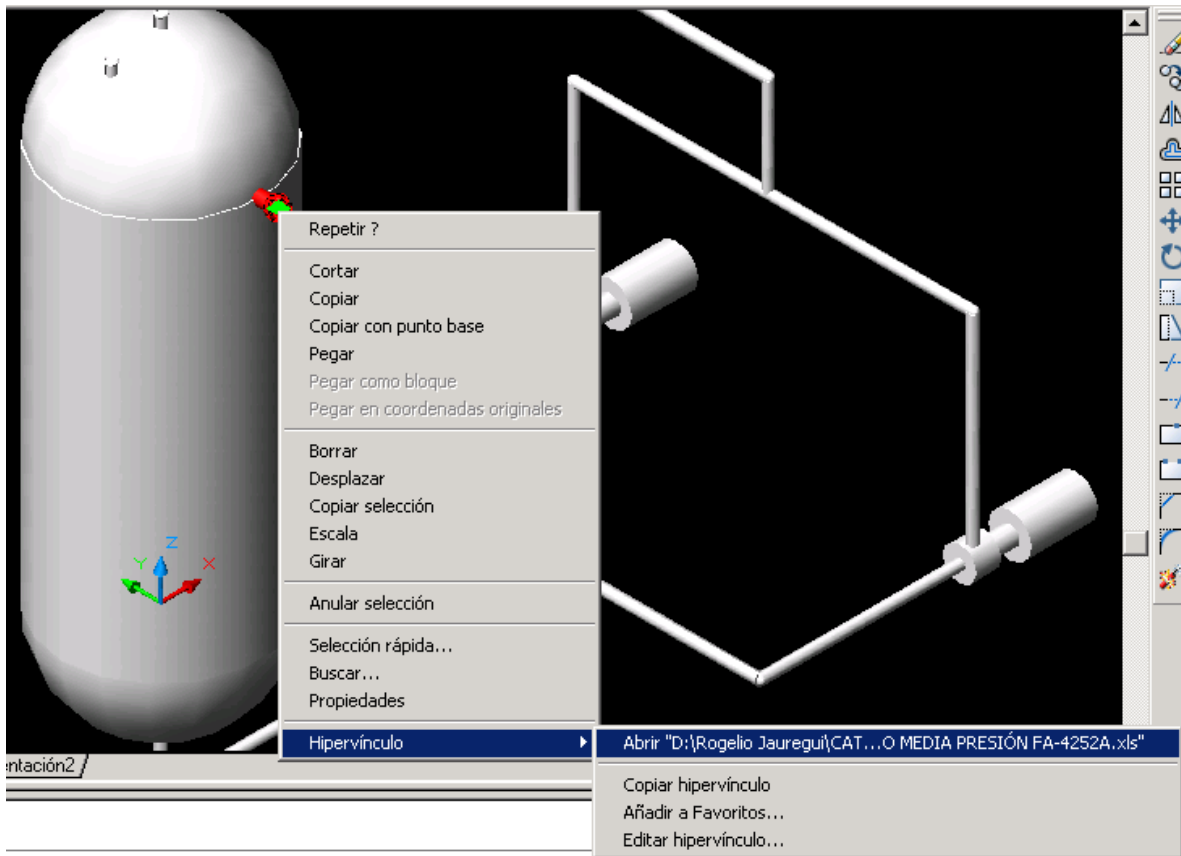 Repetir ?
Cortar
Copiar
Copiar con punto base
Pegar
Pegar como bloque
Pegar en coordenadas originales
Borrar
Desplazar
Copiar selección
Escala
Girar
Anular selección
Selección rápida...
Buscar...
Propiedades
Hipervínculo
Abrir "D:\Rogelio Jauregui\CAT...O MEDIA PRESIÓN FA-4252A.xls"
Copiar hipervínculo
Añadir a Favoritos...
Editar hipervínculo...
Z
Y
X
entación2